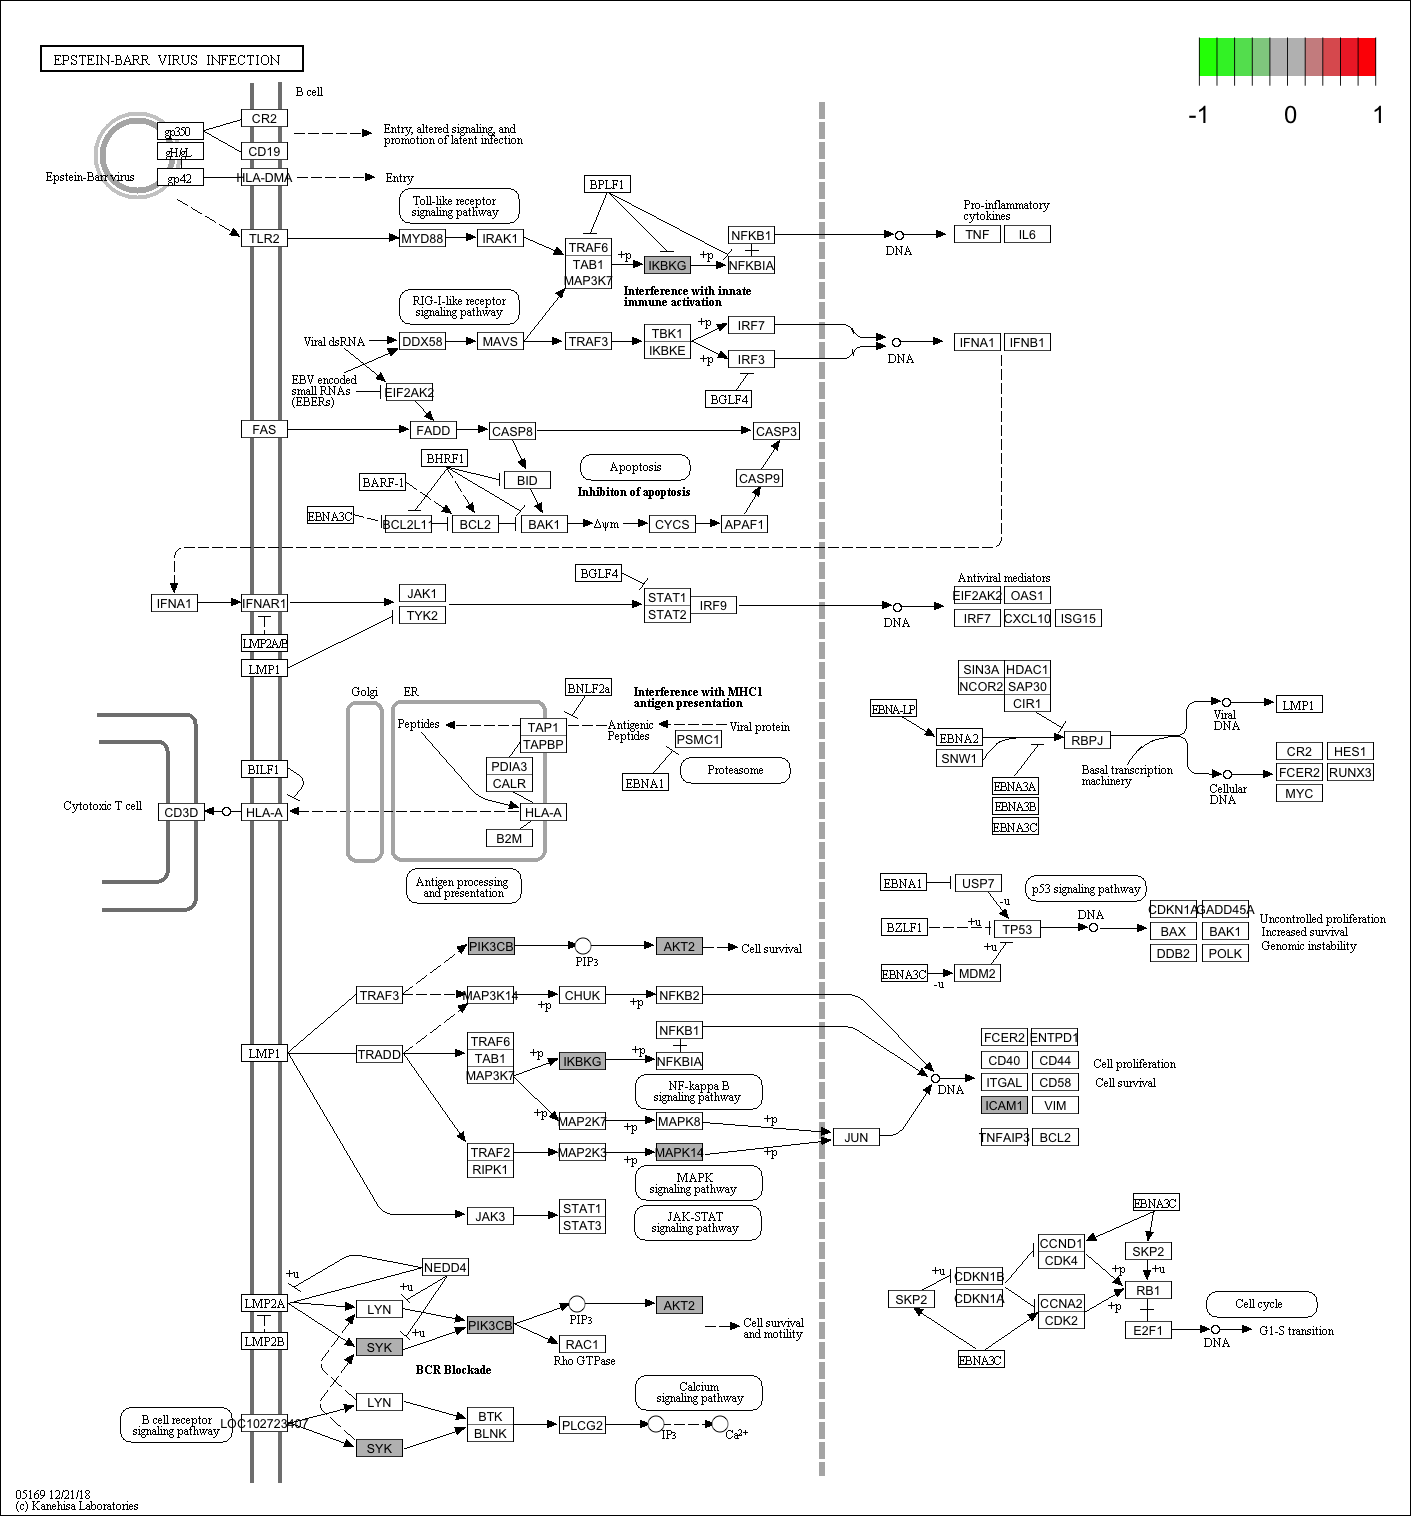 EPSTEIN-BARR VIRUS INFECTION
-1 0 1
B cell
CR2
gp350
Entry, altered signaling, and
promotion of latent infection
gHgL
CD19
Epstein-Barr virus
gp42
HLA-DMA
Entry
BPLF1
Toll-like receptor
signaling pathway
Pro-inflammatory
cytokines
TLR2
MYD88
IRAK1
TRAF6
TAB1
MAP3K7
+p
IKBKG
+p
NFKB1
NFKBIA
DNA
TNF
IL6
Interference with innate
immune activation
RIG-I-like receptor
signaling pathway
Viral dsRNA
DDX58
MAVS
TRAF3
TBK1
IKBKE
+p
+p
IRF7
IRF3
DNA
IFNA1
IFNB1
EBV encoded
small RNAs
(EBERs)
EIF2AK2
BGLF4
FAS
FADD
CASP8
CASP3
BHRF1
BID
Apoptosis
CASP9
BARF-1
Inhibiton of apoptosis
EBNA3C
BCL2L1
BCL2
BAK1
Δψm
CYCS
APAF1
BGLF4
Antiviral mediators
IFNA1
IFNAR1
JAK1
TYK2
STAT1
STAT2
IRF9
DNA
EIF2AK2
OAS1
IRF7
CXCL10
ISG15
LMP2A/B
LMP1
SIN3A
HDAC1
NCOR2
SAP30
CIR1
Golgi
ER
BNLF2a
Interference with MHC1
antigen presentation
EBNA-LP
Viral
DNA
LMP1
Peptides
TAP1
TAPBP
Antigenic
Peptides
Viral protein
PSMC1
EBNA2
SNW1
RBPJ
Basal transcription
machinery
CR2
HES1
FCER2
RUNX3
MYC
Cellular
DNA
BILF1
PDIA3
CALR
EBNA1
Proteasome
EBNA3A
EBNA3B
EBNA3C
Cytotoxic T cell
CD3D
HLA-A
HLA-A
B2M
Antigen processing
and presentation
EBNA1
USP7
p53 signaling pathway
-u
+u
BZLF1
TP53
DNA
CDKN1A
GADD45A
BAX
BAK1
DDB2
POLK
Uncontrolled proliferation
Increased survival
Genomic instability
+u
EBNA3C
-u
MDM2
PIK3CB
PIP3
AKT2
Cell survival
TRAF3
MAP3K14
+p
CHUK
+p
NFKB2
LMP1
TRADD
TRAF6
TAB1
MAP3K7
+p
IKBKG
+p
NFKB1
NFKBIA
NF-kappa B
signaling pathway
DNA
FCER2
ENTPD1
CD40
CD44
ITGAL
CD58
ICAM1
VIM
TNFAIP3
BCL2
Cell proliferation
Cell survival
+p
MAP2K7
+p
MAPK8
+p
JUN
TRAF2
RIPK1
MAP2K3
+p
MAPK14
+p
MAPK
signaling pathway
JAK3
STAT1
STAT3
JAK-STAT
signaling pathway
EBNA3C
CCND1
CDK4
SKP2
+p
+u
NEDD4
+u
+u
LMP2A
LYN
+u
PIK3CB
PIP3
AKT2
SYK
RAC1
Rho GTPase
Cell survival
and motility
LMP2B
BCR Blockade
+u
SKP2
CDKN1B
CDKN1A
CCNA2
CDK2
+p
RB1
E2F1
Cell cycle
DNA
G1-S transition
EBNA3C
B cell receptor
signaling pathway
LOC102723407
LYN
SYK
BTK
BLNK
PLCG2
Calcium
signaling pathway
IP3
Ca2+
05169 12/21/18
(c) Kanehisa Laboratories